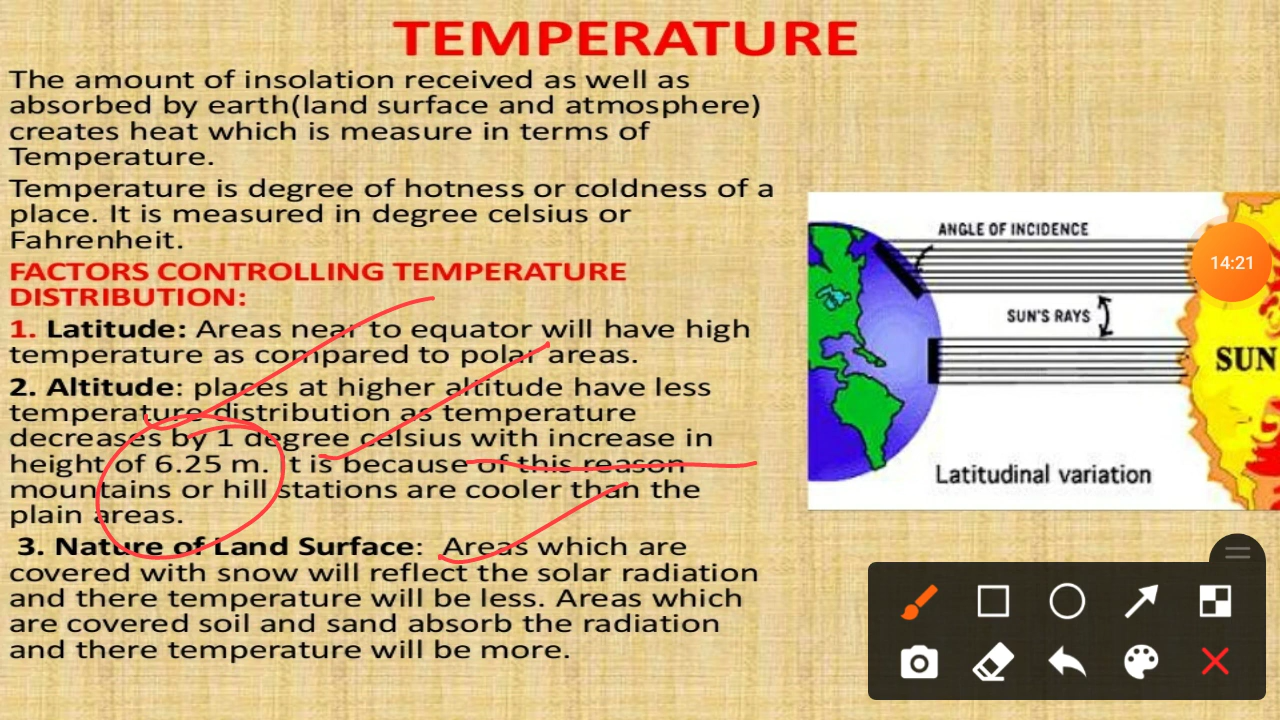 TEMPERATURE
The amount of insolation received as well as
absorbed by earth(land surface and atmosphere)
creates heat which is measure in terms of
Temperature.
Temperature is degree of hotness or coldness of a
place. It is measured in degree celsius or
Fahrenheit.
FACTORS CONTROLLING TEMPERATURE
DISTRIBUTION:
1. Latitude: Areas near to equator will have high
temperature as compared to polar areas.
2. Altitude: places at higher altitude have less
temperature distribution as temperature
decreases by 1 degree celsius with increase in
height of 6.25 m. It is because of this reason
mountains or hill stations are cooler than the
plain areas.
3. Nature of Land Surface: Areas which are
covered with snow will reflect the solar radiation
and there temperature will be less. Areas which
are covered soil and sand absorb the radiation
and there temperature will be more.
ANGLE OF INCIDENCE
14:21
SUN'S RAYS
SUN
Latitudinal variation